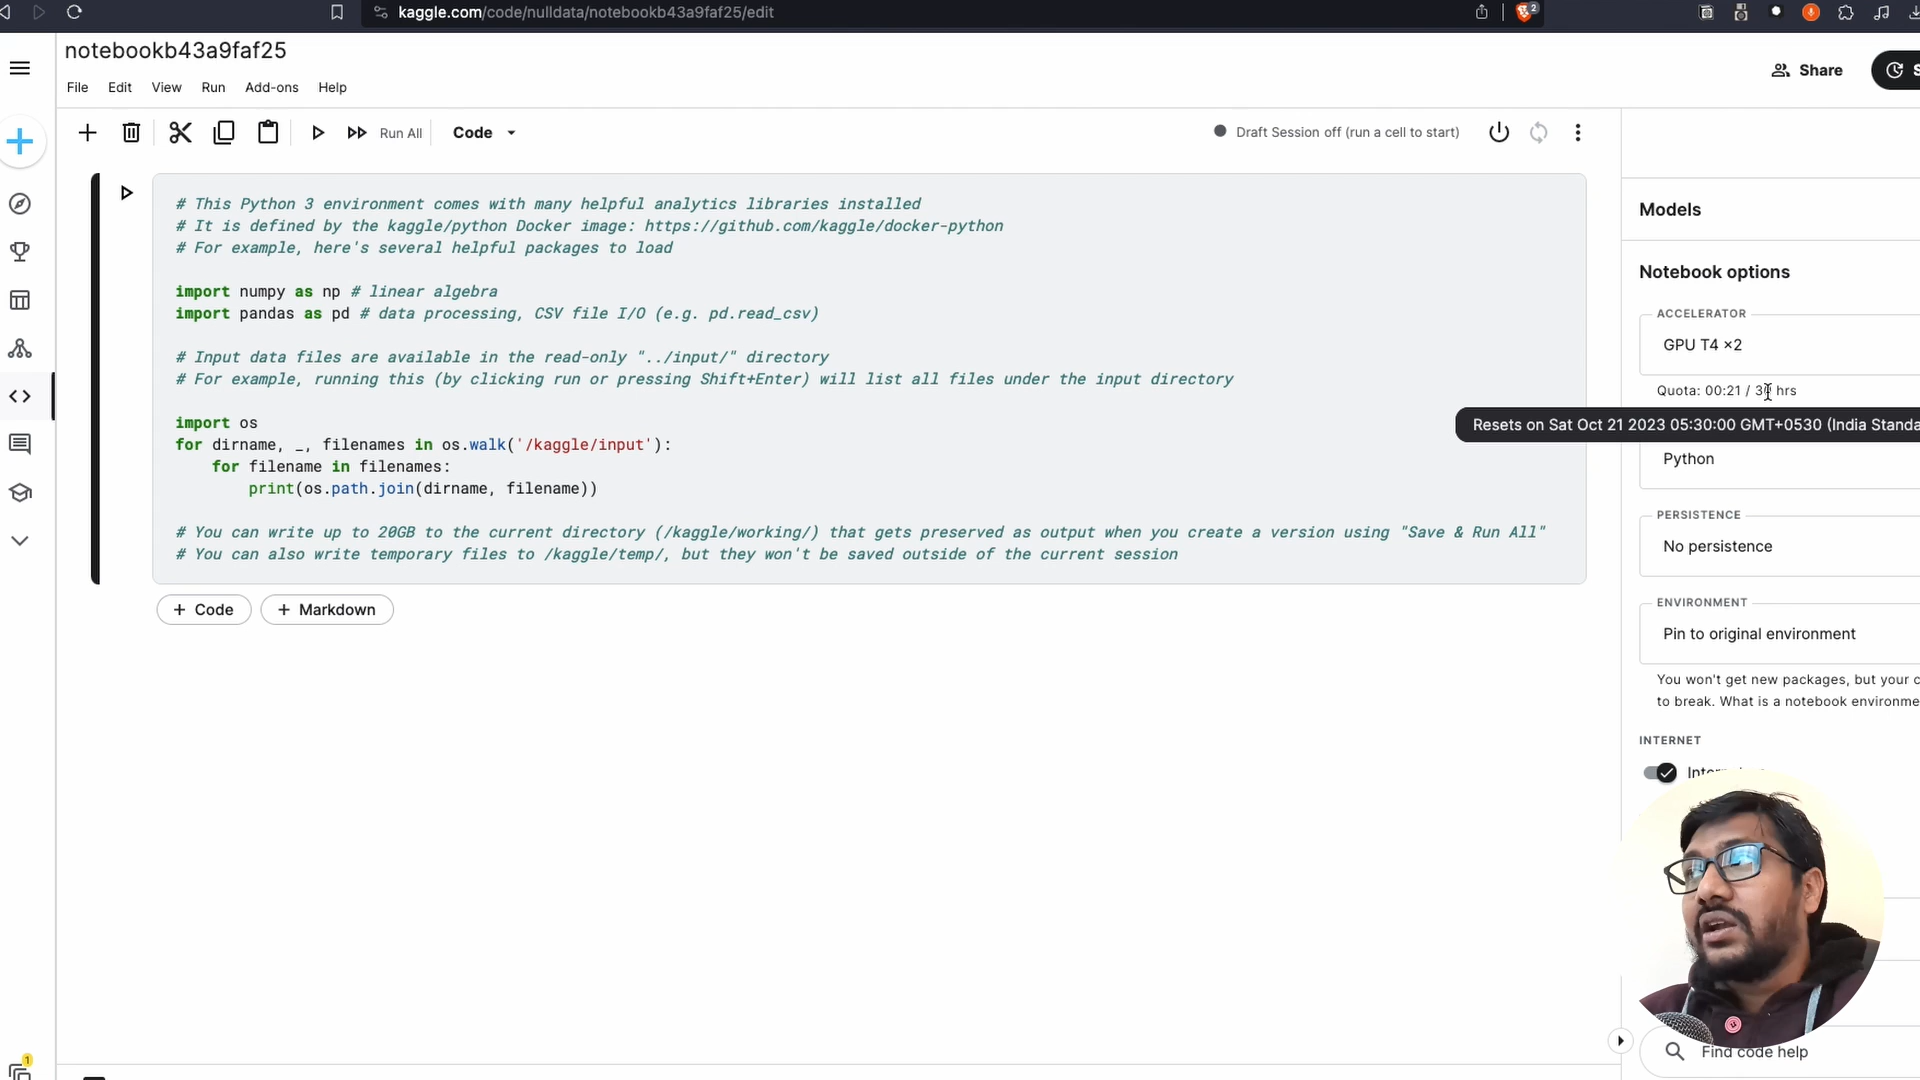 kaggle.com/code/nulldata/notebookb43a9faf25/edit
2
notebookb43a9faf25
File Edit View Run Add-ons Help
Share
Run All
Code
Draft Session off (run a cell to start)
# This Python 3 environment comes with many helpful analytics libraries installed
# It is defined by the kaggle/python Docker image: https://github.com/kaggle/docker-python
# For example, here's several helpful packages to load
import numpy as np # linear algebra
import pandas as pd # data processing, CSV file I/O (e.g. pd.read_csv)
# Input data files are available in the read-only "../input/" directory
# For example, running this (by clicking run or pressing Shift+Enter) will list all files under the input directory
import os
for dirname, _, filenames in os.walk('/kaggle/input'):
for filename in filenames:
print(os.path.join(dirname, filename))
# You can write up to 20GB to the current directory (/kaggle/working/) that gets preserved as output when you create a version using "Save & Run All"
# You can also write temporary files to /kaggle/temp/, but they won't be saved outside of the current session
+ Code
+ Markdown
Models
Notebook options
ACCELERATOR
GPU T4 ×2
Quota: 00:21 / 30 hrs
Resets on Sat Oct 21 2023 05:30:00 GMT+0530 (India Standa
Python
PERSISTENCE
No persistence
ENVIRONMENT
Pin to original environment
You won't get new packages, but your c
to break. What is a notebook environme
INTERNET
Find code help
1